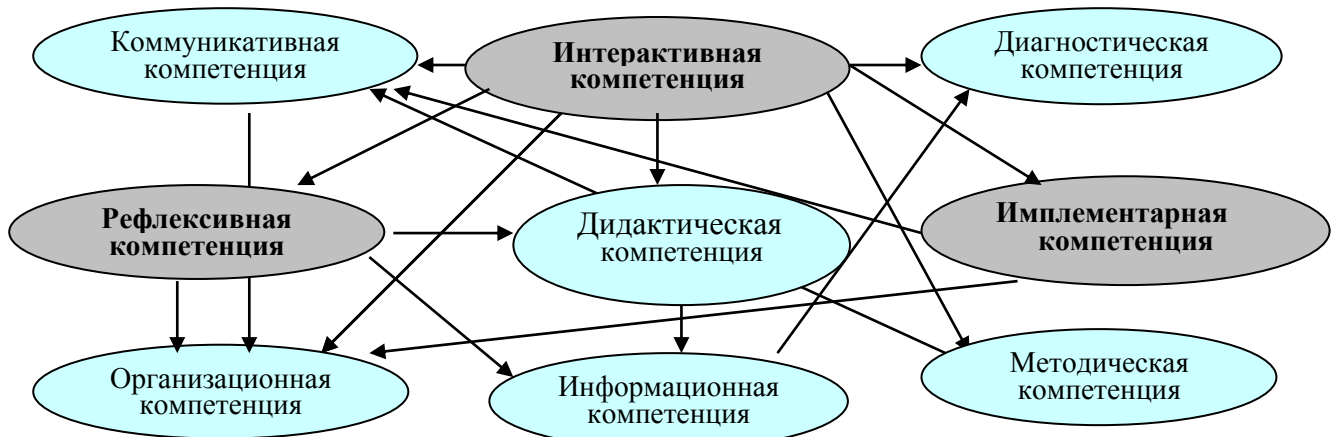 Коммуникативная
компетенция
Интерактивная
компетенция
Диагностическая
компетенция
Рефлексивная
компетенция
Дидактическая
компетенция
Имплементарная
компетенция
Организационная
компетенция
Информационная
компетенция
Методическая
компетенция